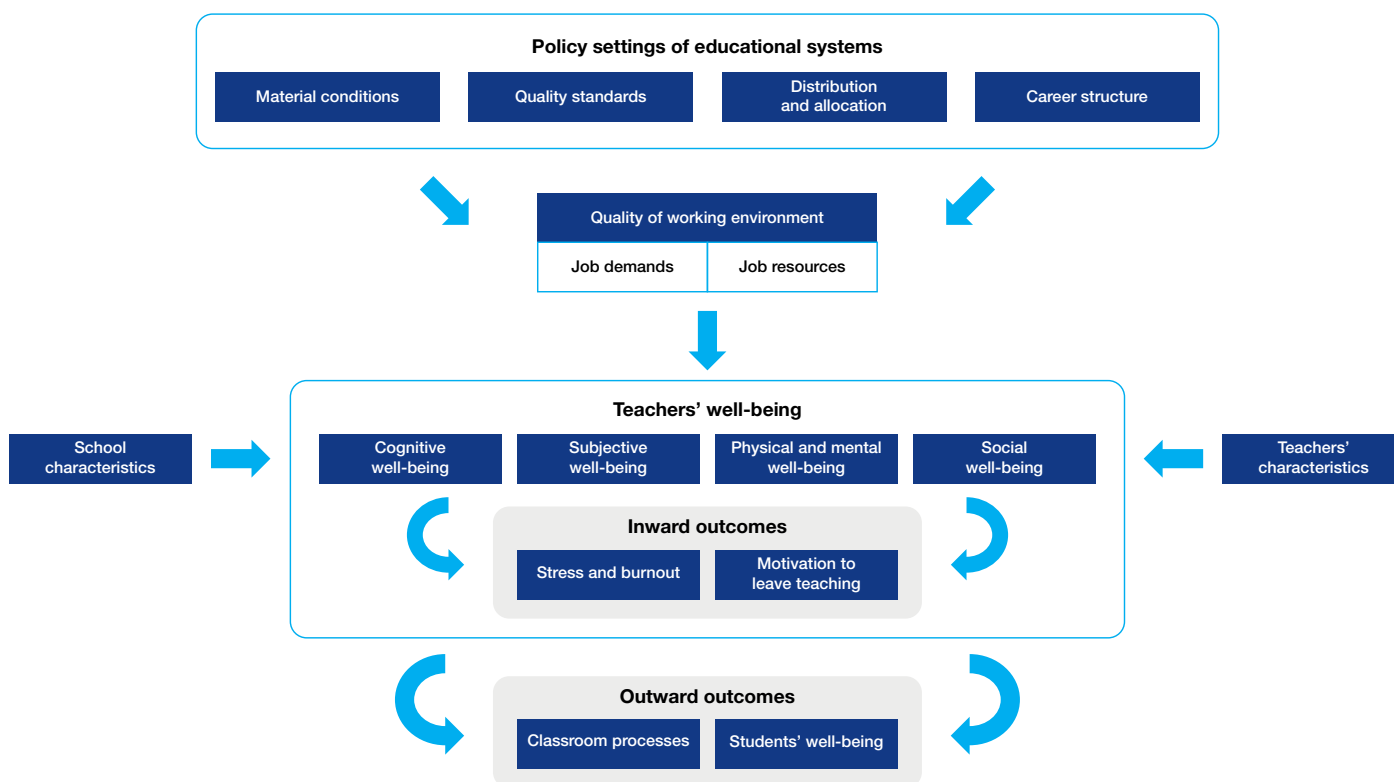 Policy settings of educational systems
Material conditions
Quality standards
Distribution
and allocation
Career structure
Quality of working environment
Job demands
Job resources
Teachers’ well-being
School
characteristics
Cognitive
well-being
Subjective
well-being
Physical and mental
well-being
Social
well-being
Teachers’
characteristics
Inward outcomes
Stress and burnout
Motivation to
leave teaching
Outward outcomes
Classroom processes
Students’ well-being